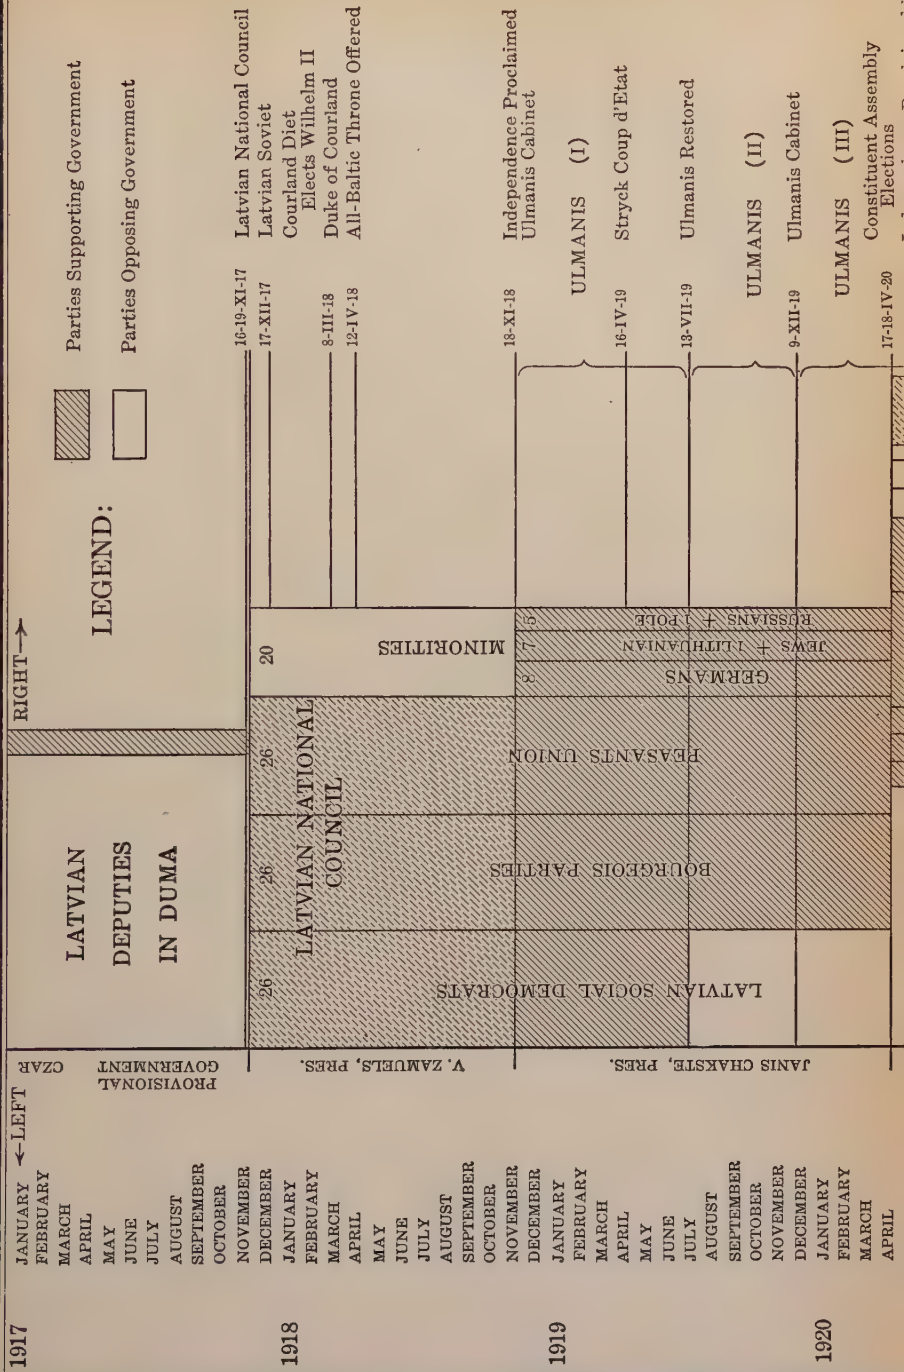 1917
JANUARY
FEBRUARY
MARCH
APRIL
MAY
JUNE
JULY
AUGUST
SEPTEMBER
OCTOBER
NOVEMBER
DECEMBER
1918
JANUARY
FEBRUARY
MARCH
APRIL
MAY
JUNE
JULY
AUGUST
SEPTEMBER
OCTOBER
NOVEMBER
DECEMBER
1919
JANUARY
FEBRUARY
MARCH
APRIL
MAY
JUNE
JULY
AUGUST
SEPTEMBER
OCTOBER
NOVEMBER
DECEMBER
1920
JANUARY
FEBRUARY
MARCH
APRIL
←LEFT
RIGHT→
CZAR
PROVISIONAL
GOVERNMENT
V. ZAMUELS, PRES.
JANIS CHAKSTE, PRES.
LATVIAN
DEPUTIES
IN DUMA
LEGEND:
Parties Supporting Government
Parties Opposing Government
26
26
26
20
LATVIAN NATIONAL
COUNCIL
MINORITIES
8
7
5
LATVIAN SOCIAL DEMOCRATS
BOURGEOIS PARTIES
PEASANTS UNION
GERMANS
JEWS + 1 LITHUANIAN
RUSSIANS + 1 POLE
16-19-XI-17 Latvian National Council
17-XII-17 Latvian Soviet
Courland Diet
Elects Wilhelm II
8-III-18 Duke of Courland
12-IV-18 All-Baltic Throne Offered
18-XI-18 Independence Proclaimed
Ulmanis Cabinet
ULMANIS (I)
16-IV-19 Stryck Coup d'Etat
13-VII-19 Ulmanis Restored
ULMANIS (II)
9-XII-19 Ulmanis Cabinet
ULMANIS (III)
17-18-IV-20 Constituent Assembly
Elections